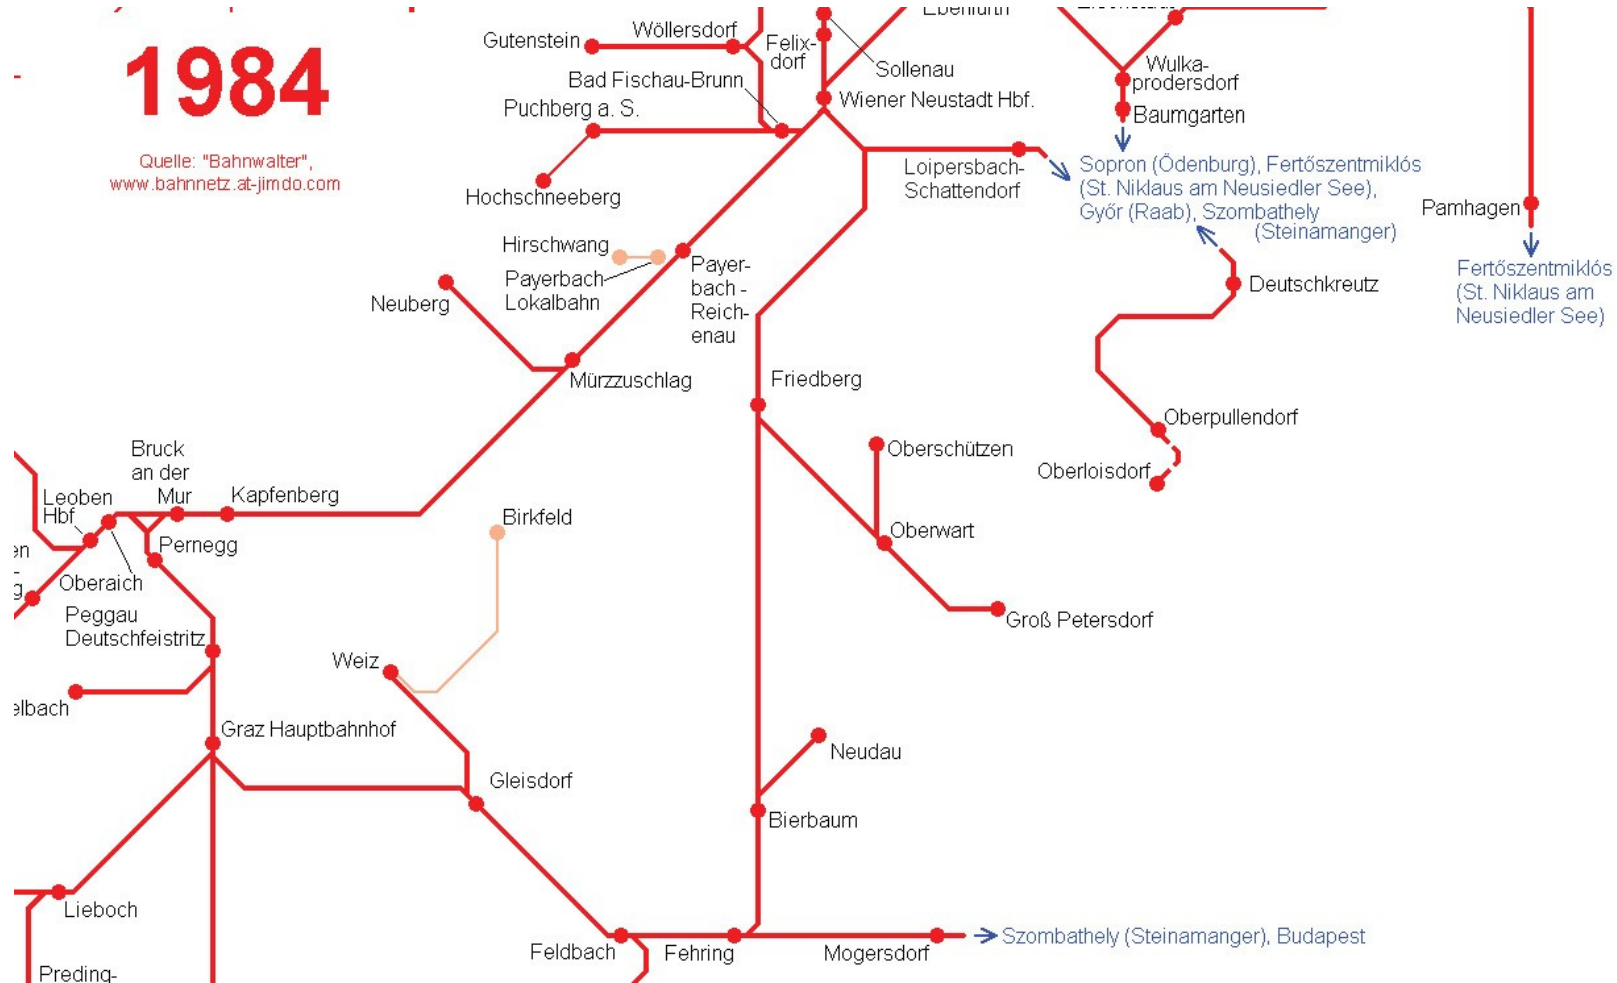 Ebenfurth
1984
Quelle: "Bahnwalter",
www.bahnnetz.at-jimdo.com
Gutenstein
Wöllersdorf
Felix-
dorf
Sollenau
Bad Fischau-Brunn
Puchberg a. S.
Wiener Neustadt Hbf.
Wulka-
prodersdorf
Baumgarten
Hochschneeberg
Loipersbach-
Schattendorf
Sopron (Ödenburg), Fertőszentmiklós
(St. Niklaus am Neusiedler See),
Győr (Raab), Szombathely
(Steinamanger)
Pamhagen
Fertőszentmiklós
(St. Niklaus am
Neusiedler See)
Hirschwang
Payerbach-
Lokalbahn
Payer-
bach -
Reich-
enau
Deutschkreutz
Neuberg
Mürzzuschlag
Friedberg
Oberpullendorf
Oberschützen
Oberloisdorf
Bruck
an der
Mur
Leoben
Hbf
Kapfenberg
Birkfeld
Oberwart
Pernegg
en
-
g
Oberaich
Peggau
Deutschfeistritz
Groß Petersdorf
Weiz
elbach
Graz Hauptbahnhof
Neudau
Gleisdorf
Bierbaum
Lieboch
Feldbach
Fehring
Mogersdorf
Szombathely (Steinamanger), Budapest
Preding-